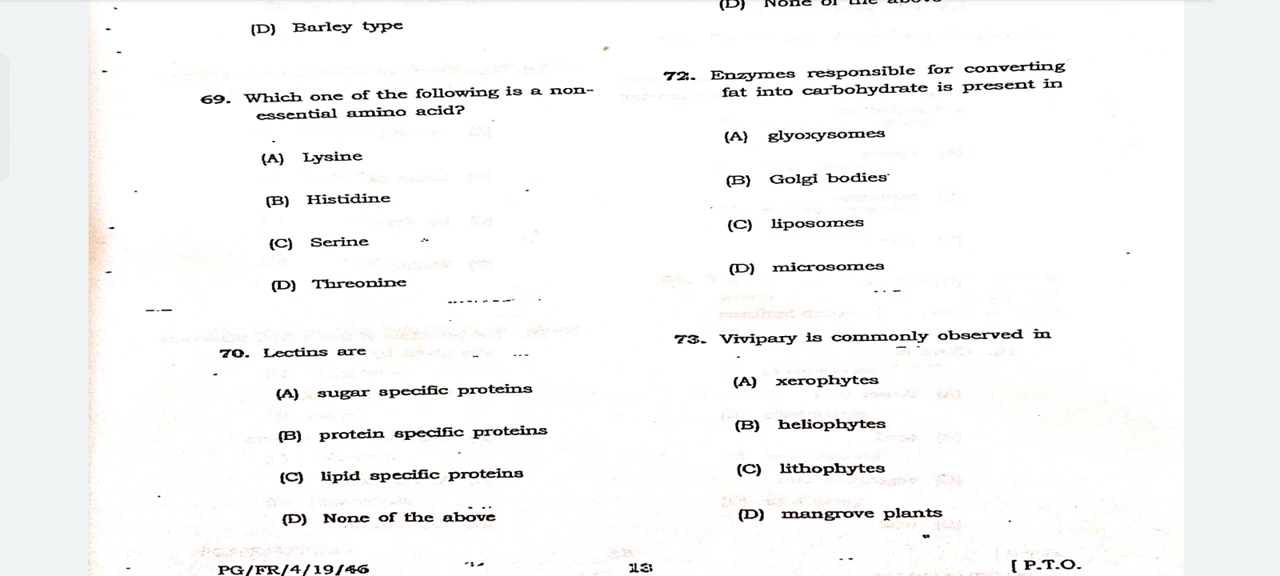 (D) Barley type
69. Which one of the following is a non-
essential amino acid?
(A) Lysine
(B) Histidine
(C) Serine
(D) Threonine
70. Lectins are
(A) sugar specific proteins
(B) protein specific proteins
(C) lipid specific proteins
(D) None of the above
PG/FR/4/19/46
(D) None of the above
72. Enzymes responsible for converting
fat into carbohydrate is present in
(A) glyoxysomes
(B) Golgi bodies
(C) liposomes
(D) microsomes
73. Vivipary is commonly observed in
(A) xerophytes
(B) heliophytes
(C) lithophytes
(D) mangrove plants
13
[ P.T.O.